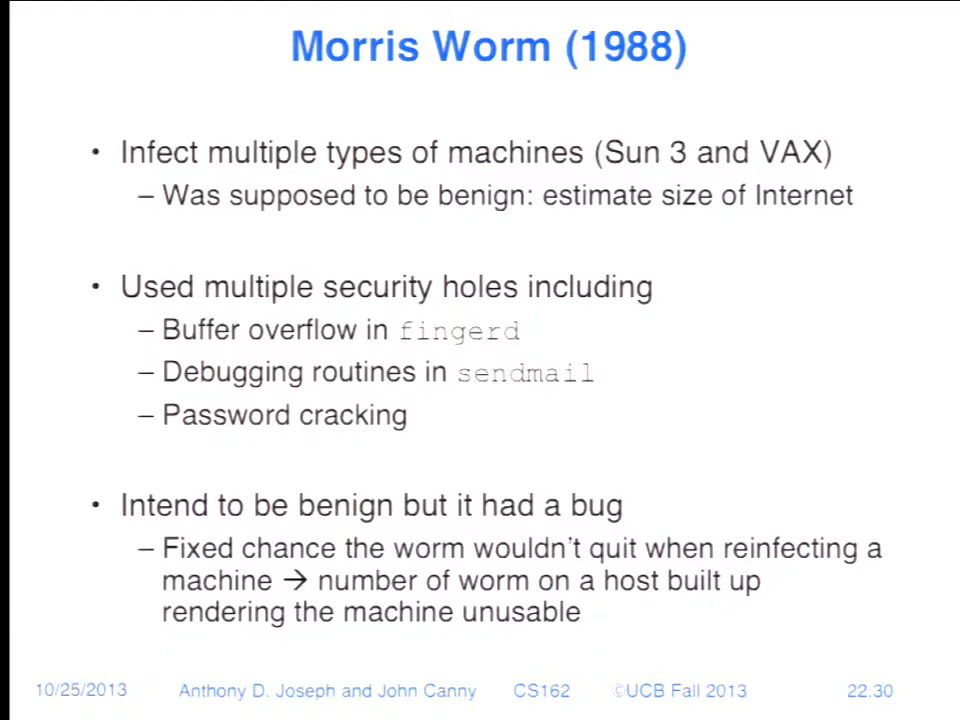 Morris Worm (1988)
• Infect multiple types of machines (Sun 3 and VAX)
– Was supposed to be benign: estimate size of Internet
• Used multiple security holes including
– Buffer overflow in fingerd
– Debugging routines in sendmail
– Password cracking
• Intend to be benign but it had a bug
– Fixed chance the worm wouldn't quit when reinfecting a
machine → number of worm on a host built up
rendering the machine unusable
10/25/2013 Anthony D. Joseph and John Canny CS162 ©UCB Fall 2013 22.30